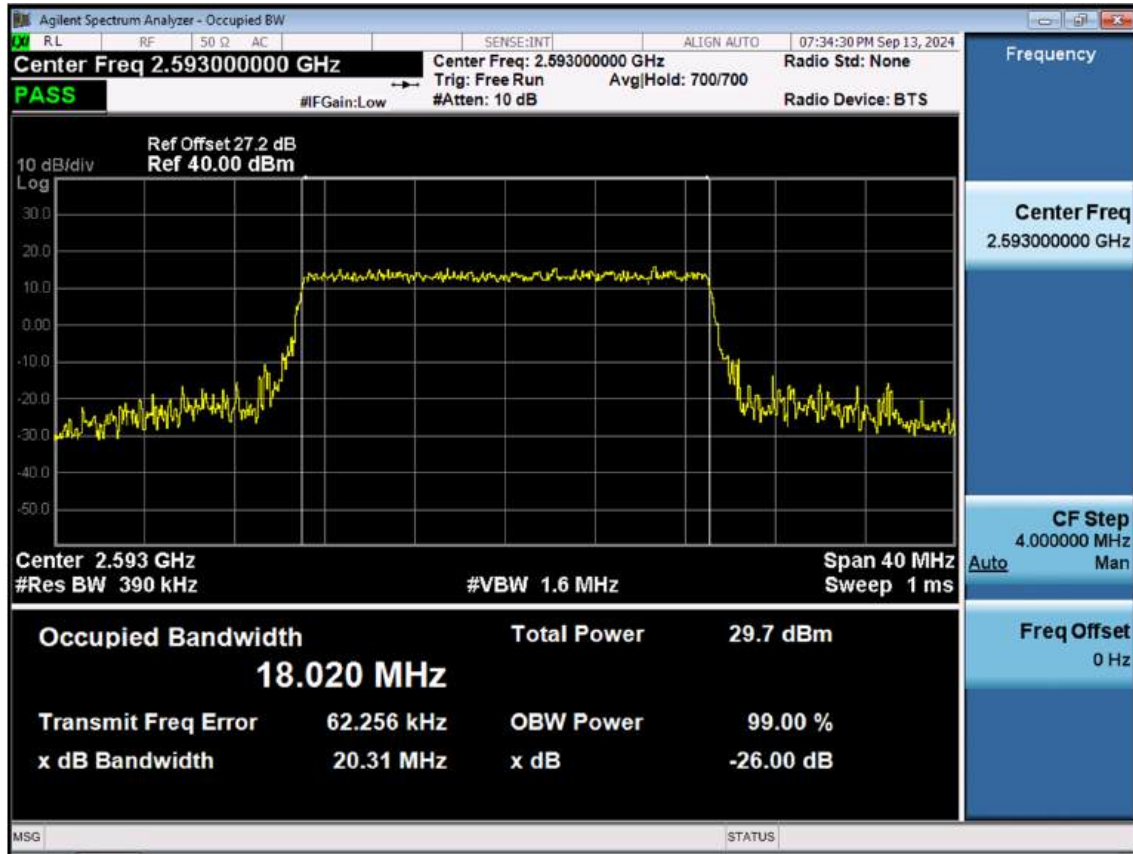 Agilent Spectrum Analyzer - Occupied BW
RL RF 50 Ω AC SENSE:INT ALIGN AUTO 07:34:30 PM Sep 13, 2024
Center Freq 2.593000000 GHz
PASS
#IFGain:Low
Center Freq: 2.593000000 GHz
Trig: Free Run Avg|Hold: 700/700
#Atten: 10 dB
Radio Std: None
Radio Device: BTS
Ref Offset 27.2 dB
10 dB/div Ref 40.00 dBm
Log
30.0
20.0
10.0
0.00
-10.0
-20.0
-30.0
-40.0
-50.0
Center 2.593 GHz Span 40 MHz
#Res BW 390 kHz #VBW 1.6 MHz Sweep 1 ms
Occupied Bandwidth Total Power 29.7 dBm
18.020 MHz
Transmit Freq Error 62.256 kHz OBW Power 99.00 %
x dB Bandwidth 20.31 MHz x dB -26.00 dB
MSG STATUS
Frequency
Center Freq
2.593000000 GHz
CF Step
4.000000 MHz
Auto Man
Freq Offset
0 Hz